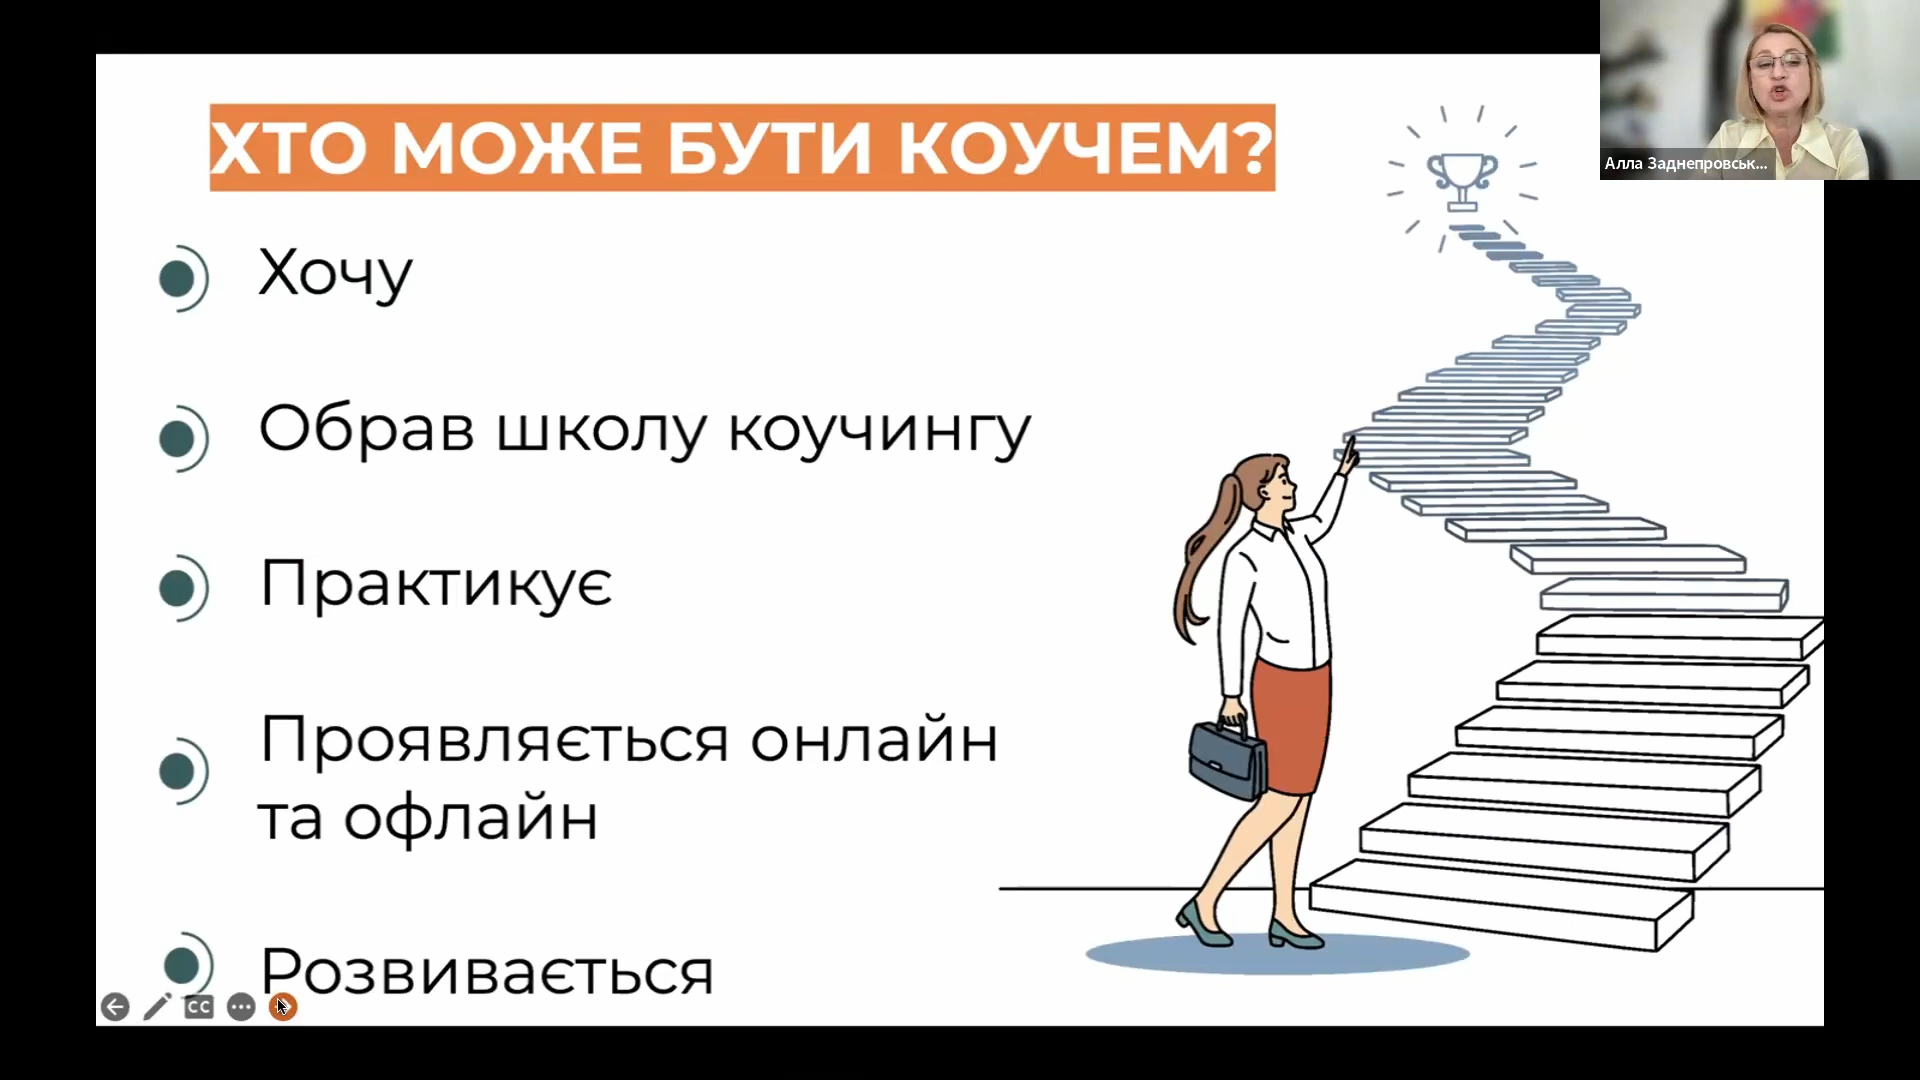 ХТО МОЖЕ БУТИ КОУЧЕМ?
Алла Заднепровськ...
Хочу
Обрав школу коучингу
Практикує
Проявляється онлайн
та офлайн
Розвивається
CC